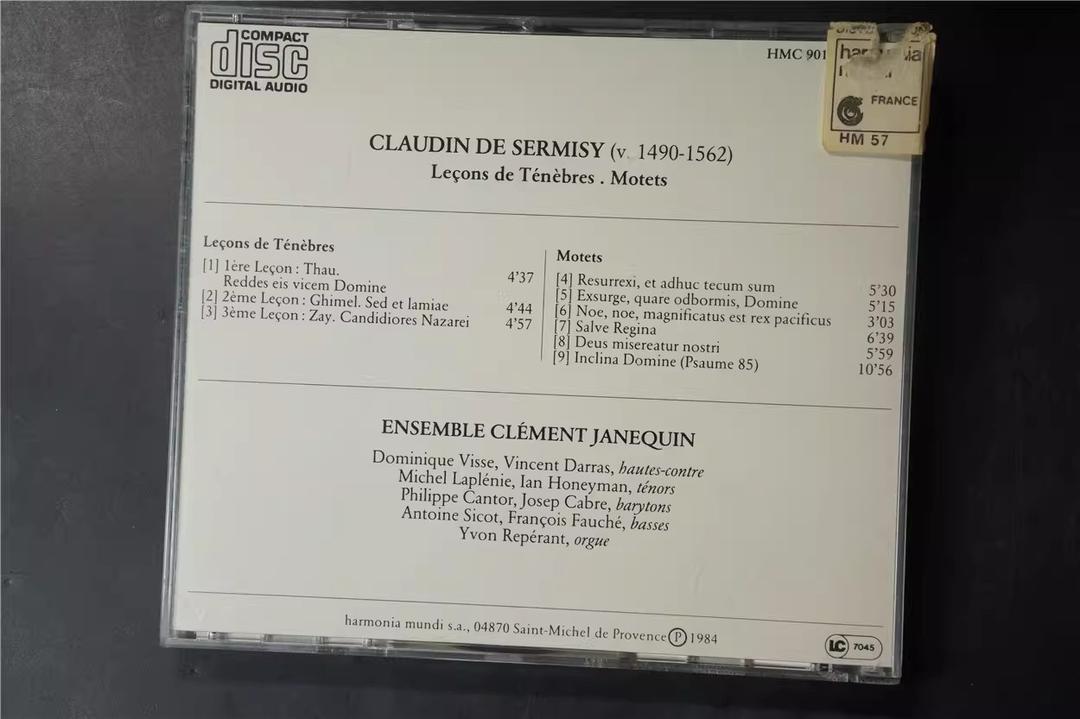 COMPACT
disc
DIGITAL AUDIO
HMC 901
FRANCE
HM 57
CLAUDIN DE SERMISY (v. 1490-1562)
Leçons de Ténèbres . Motets
Leçons de Ténèbres
[1] 1ère Leçon : Thau.
Reddes eis vicem Domine 4'37
[2] 2ème Leçon : Ghimel. Sed et lamiae 4'44
[3] 3ème Leçon : Zay. Candidiores Nazarei 4'57
Motets
[4] Resurrexi, et adhuc tecum sum 5'30
[5] Exsurge, quare odbormis, Domine 5'15
[6] Noe, noe, magnificatus est rex pacificus 3'03
[7] Salve Regina 6'39
[8] Deus misereatur nostri 5'59
[9] Inclina Domine (Psaume 85) 10'56
ENSEMBLE CLÉMENT JANEQUIN
Dominique Visse, Vincent Darras, hautes-contre
Michel Laplénie, Ian Honeyman, ténors
Philippe Cantor, Josep Cabre, barytons
Antoine Sicot, François Fauché, basses
Yvon Repérant, orgue
harmonia mundi s.a., 04870 Saint-Michel de Provence Ⓟ 1984
LC 7045